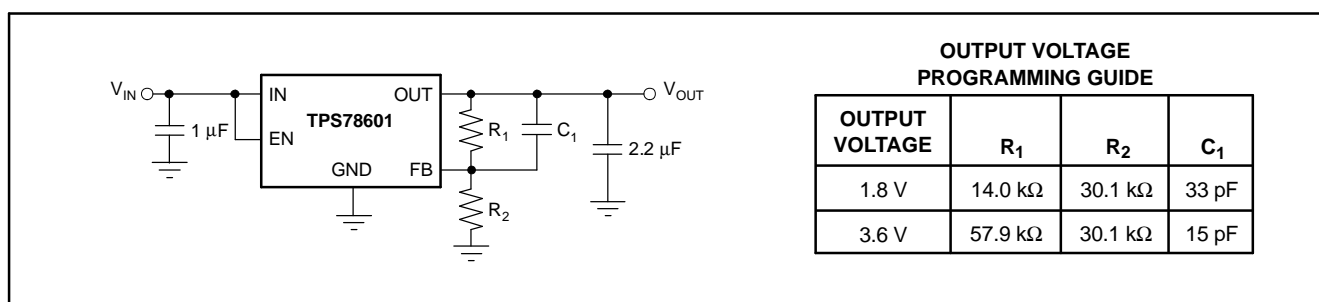 V_IN
IN
OUT
V_OUT
TPS78601
1 μF
EN
R_1
C_1
2.2 μF
GND
FB
R_2
OUTPUT VOLTAGE
PROGRAMMING GUIDE
OUTPUT
VOLTAGE R_1 R_2 C_1
1.8 V 14.0 kΩ 30.1 kΩ 33 pF
3.6 V 57.9 kΩ 30.1 kΩ 15 pF